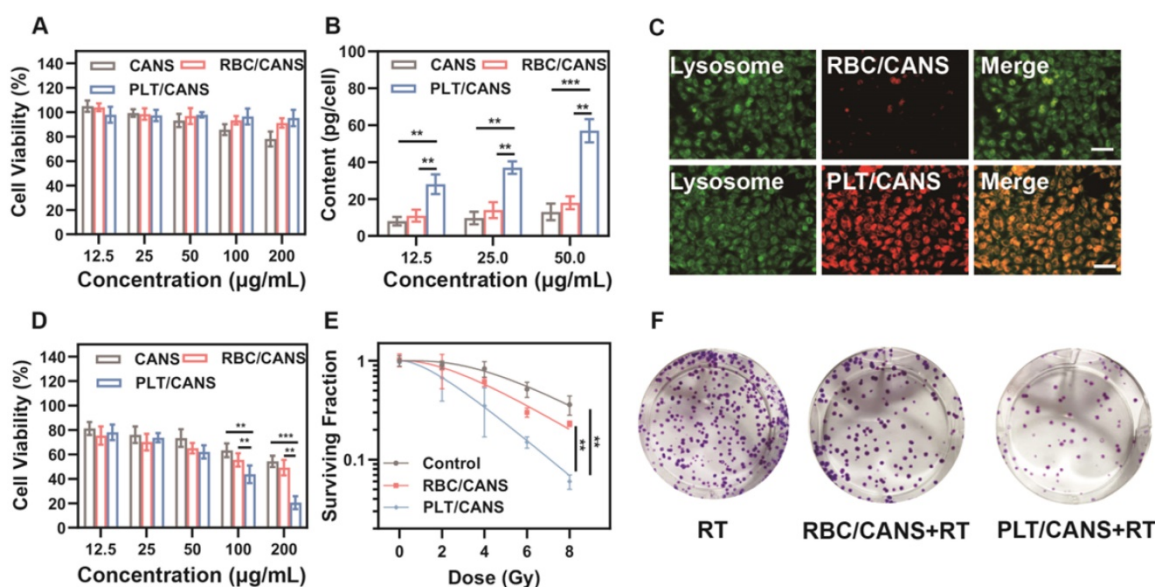 A
Cell Viability (%)
140
120
100
80
60
40
20
0
CANS RBC/CANS
PLT/CANS
12.5 25 50 100 200
Concentration (µg/mL)
B
Content (pg/cell)
100
80
60
40
20
0
CANS RBC/CANS
PLT/CANS
***
** ** **
** **
12.5 25.0 50.0
Concentration (µg/mL)
C
Lysosome RBC/CANS Merge
Lysosome PLT/CANS Merge
D
Cell Viability (%)
140
120
100
80
60
40
20
0
CANS RBC/CANS
PLT/CANS
** ***
** **
12.5 25 50 100 200
Concentration (µg/mL)
E
Surviving Fraction
1
0.1
Control
RBC/CANS
PLT/CANS
**
**
0 2 4 6 8
Dose (Gy)
F
RT RBC/CANS+RT PLT/CANS+RT